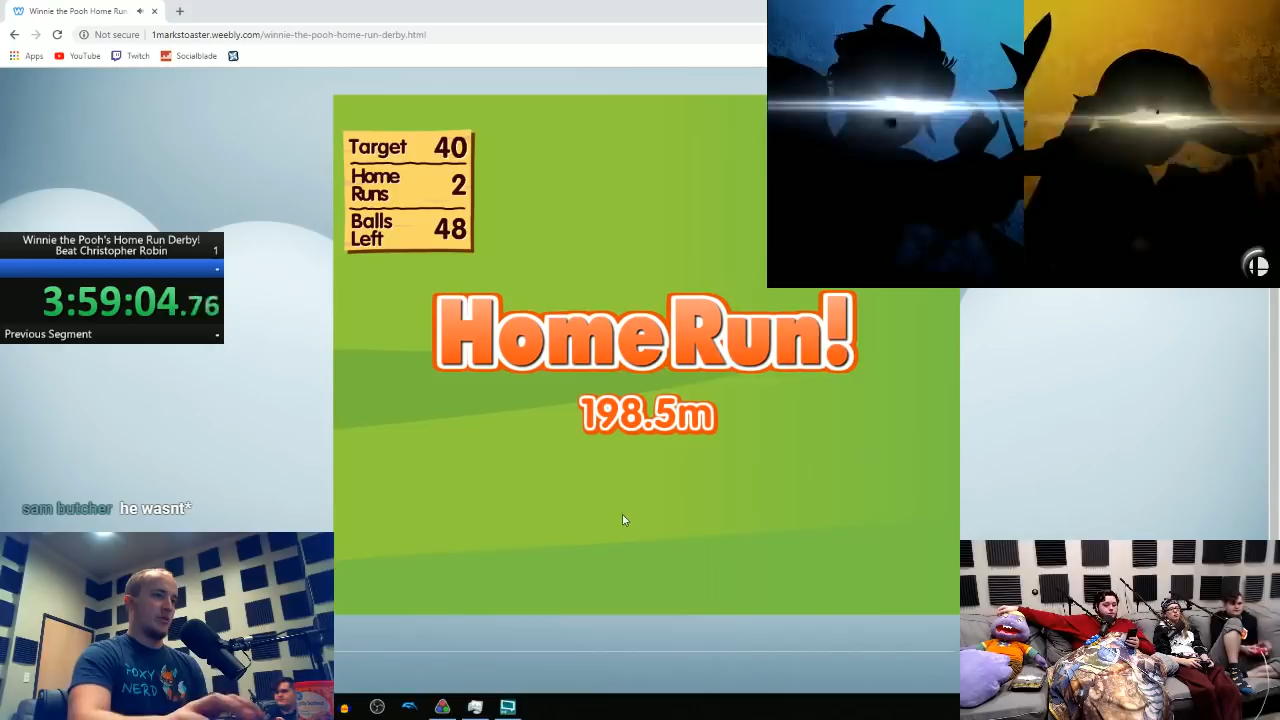 Winnie the Pooh Home Run
Not secure
1markstoaster.weebly.com/winnie-the-pooh-home-run-derby.html
Apps
YouTube
Twitch
Socialblade
Target 40
Home Runs 2
Balls Left 48
Winnie the Pooh's Home Run Derby!
Beat Christopher Robin 1
-
3:59:04.76
Previous Segment -
Home Run!
198.5m
sam butcher he wasnt*
FOXY
NERD